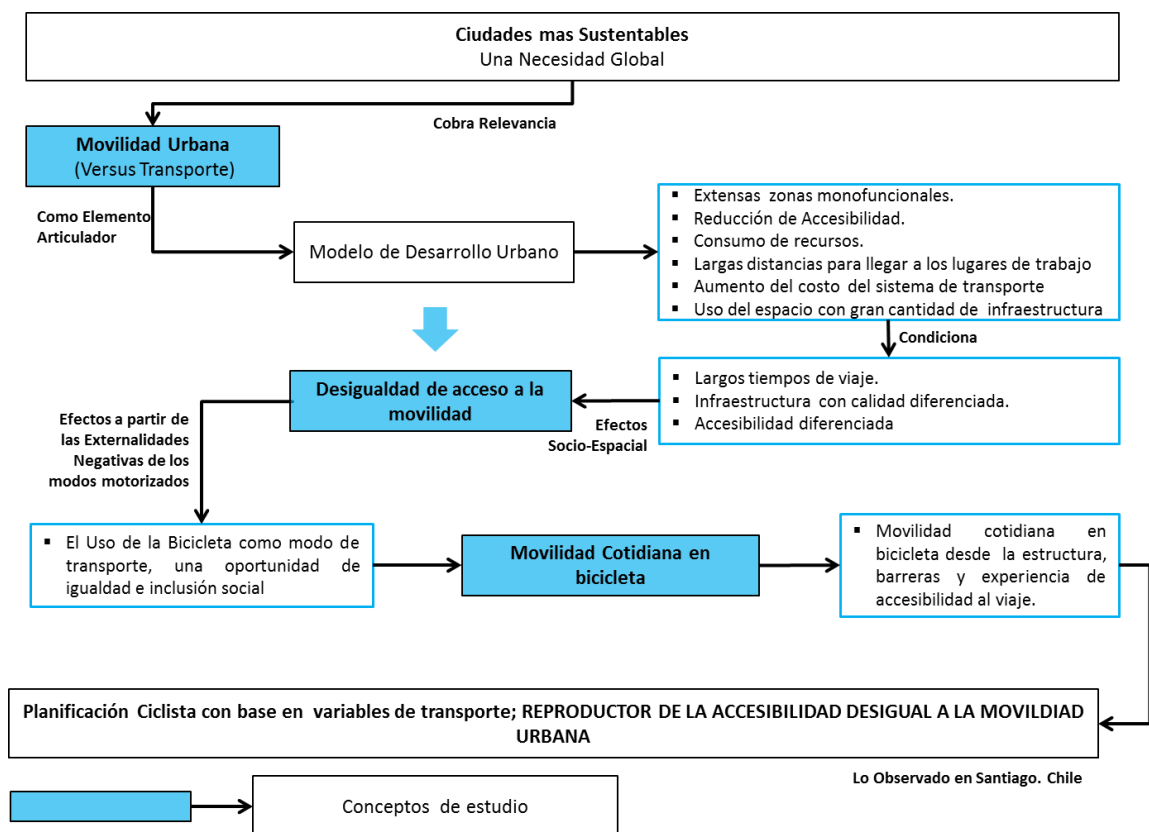 Ciudades mas Sustentables
Una Necesidad Global
Cobra Relevancia
Movilidad Urbana
(Versus Transporte)
Como Elemento
Articulador
Modelo de Desarrollo Urbano
▪ Extensas zonas monofuncionales.
▪ Reducción de Accesibilidad.
▪ Consumo de recursos.
▪ Largas distancias para llegar a los lugares de trabajo
▪ Aumento del costo del sistema de transporte
▪ Uso del espacio con gran cantidad de infraestructura
Condiciona
▪ Largos tiempos de viaje.
▪ Infraestructura con calidad diferenciada.
▪ Accesibilidad diferenciada
Efectos
Socio-Espacial
Desigualdad de acceso a la
movilidad
Efectos a partir de
las Externalidades
Negativas de los
modos motorizados
▪ El Uso de la Bicicleta como modo de
transporte, una oportunidad de
igualdad e inclusión social
Movilidad Cotidiana en
bicicleta
▪ Movilidad cotidiana en
bicicleta desde la estructura,
barreras y experiencia de
accesibilidad al viaje.
Planificación Ciclista con base en variables de transporte; REPRODUCTOR DE LA ACCESIBILIDAD DESIGUAL A LA MOVILDIAD
URBANA
Lo Observado en Santiago. Chile
Conceptos de estudio